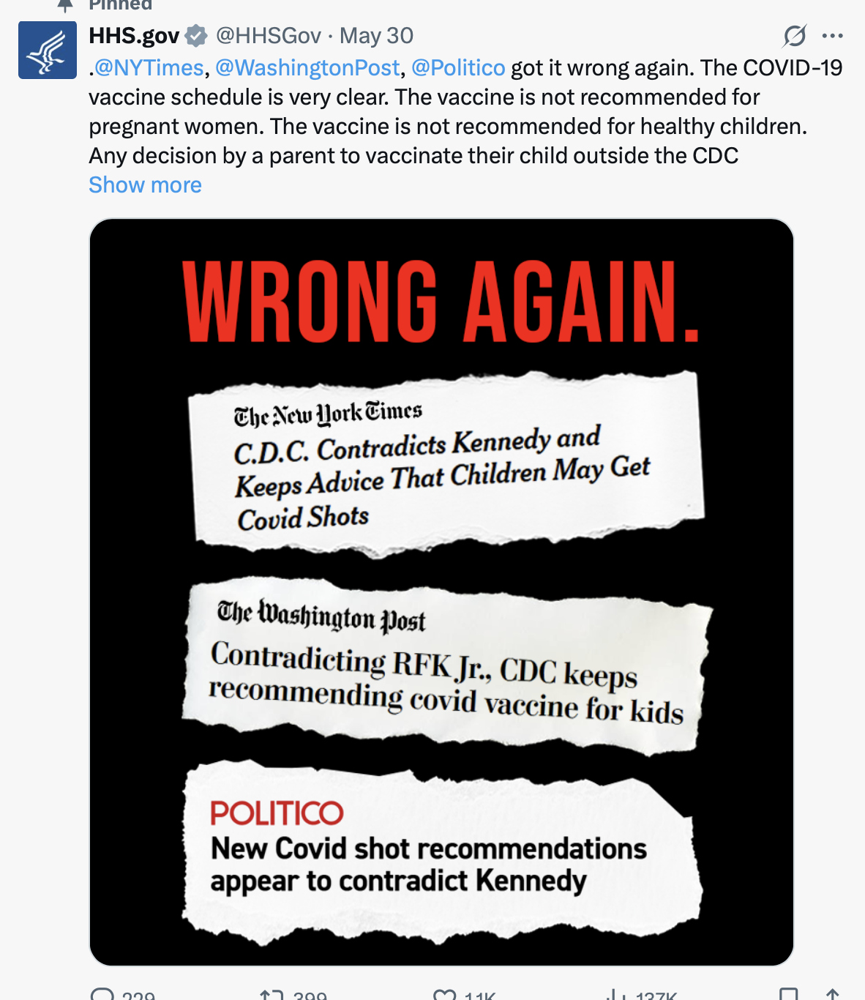 Pinned
HHS.gov @HHSGov · May 30
.@NYTimes, @WashingtonPost, @Politico got it wrong again. The COVID-19
vaccine schedule is very clear. The vaccine is not recommended for
pregnant women. The vaccine is not recommended for healthy children.
Any decision by a parent to vaccinate their child outside the CDC
Show more
WRONG AGAIN.
The New York Times
C.D.C. Contradicts Kennedy and
Keeps Advice That Children May Get
Covid Shots
The Washington Post
Contradicting RFK Jr., CDC keeps
recommending covid vaccine for kids
POLITICO
New Covid shot recommendations
appear to contradict Kennedy
229 399 137K